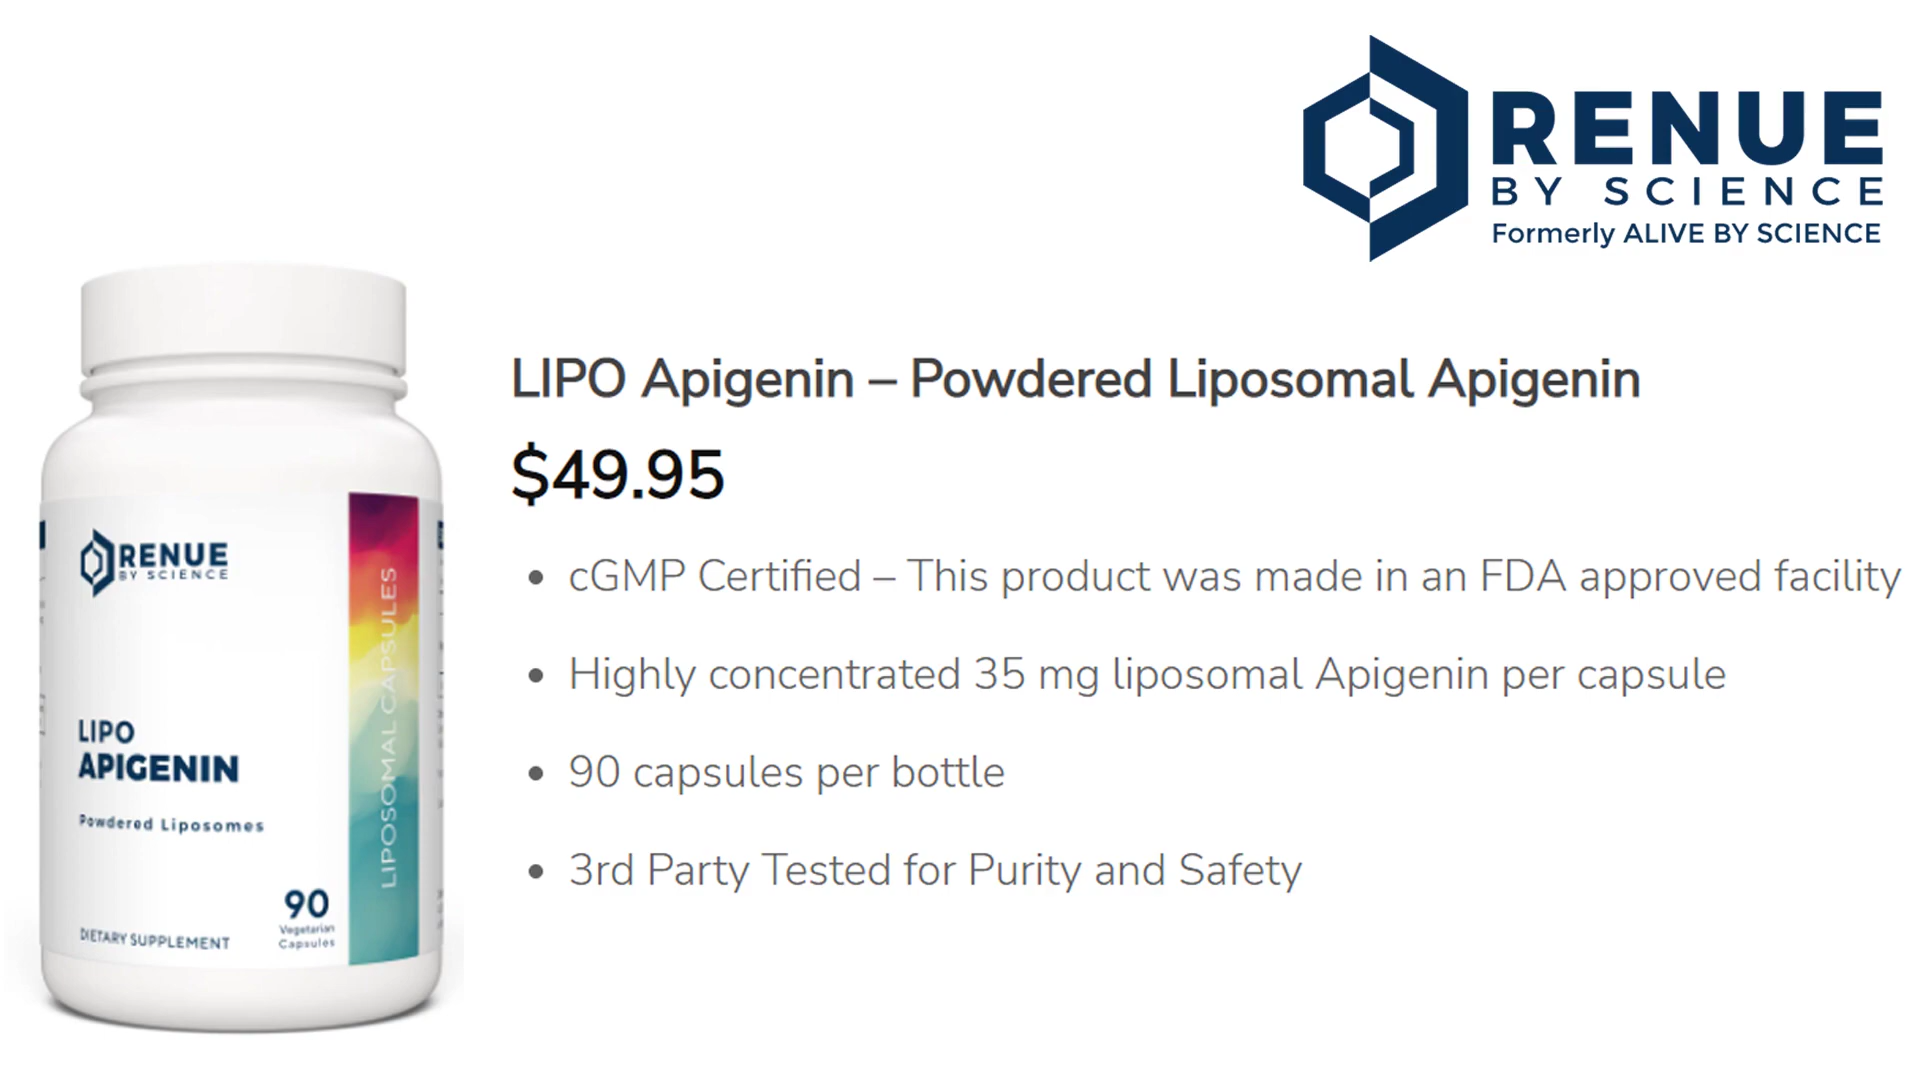 RENUE
BY SCIENCE
Formerly ALIVE BY SCIENCE
LIPO Apigenin – Powdered Liposomal Apigenin
$49.95
• cGMP Certified – This product was made in an FDA approved facility
• Highly concentrated 35 mg liposomal Apigenin per capsule
• 90 capsules per bottle
• 3rd Party Tested for Purity and Safety
RENUE
BY SCIENCE
LIPO
APIGENIN
Powdered Liposomes
90
Vegetarian
Capsules
DIETARY SUPPLEMENT
LIPOSOMAL CAPSULES